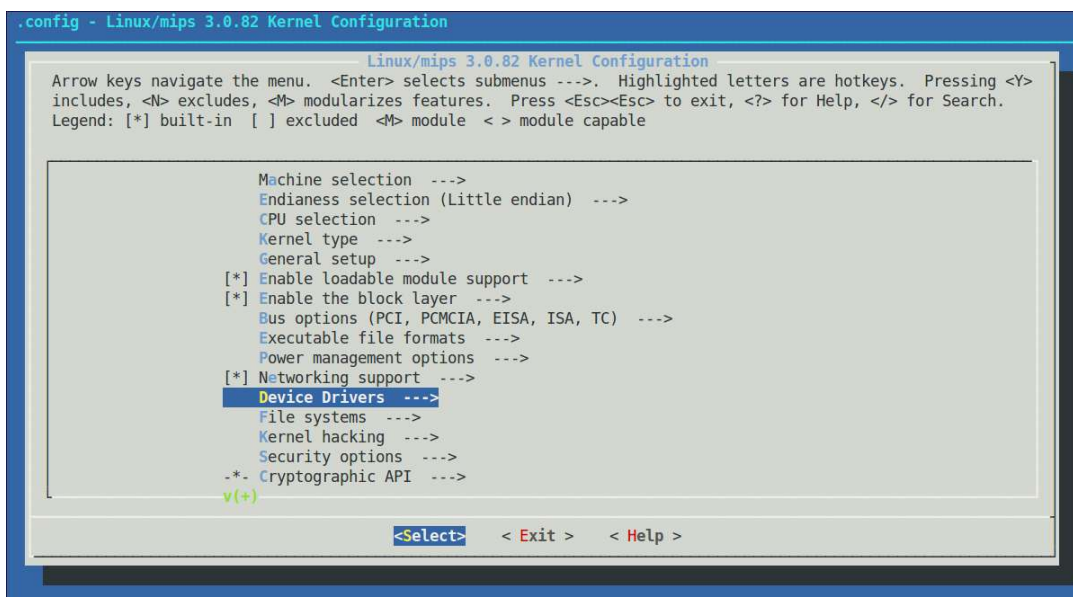 .config - Linux/mips 3.0.82 Kernel Configuration
Linux/mips 3.0.82 Kernel Configuration
Arrow keys navigate the menu.  <Enter> selects submenus --->.  Highlighted letters are hotkeys.  Pressing <Y>
includes, <N> excludes, <M> modularizes features.  Press <Esc><Esc> to exit, <?> for Help, </> for Search.
Legend: [*] built-in  [ ] excluded  <M> module  < > module capable
Machine selection  --->
Endianess selection (Little endian)  --->
CPU selection  --->
Kernel type  --->
General setup  --->
[*] Enable loadable module support  --->
[*] Enable the block layer  --->
Bus options (PCI, PCMCIA, EISA, ISA, TC)  --->
Executable file formats  --->
Power management options  --->
[*] Networking support  --->
Device Drivers  --->
File systems  --->
Kernel hacking  --->
Security options  --->
-*- Cryptographic API  --->
v(+)
<Select>    < Exit >    < Help >